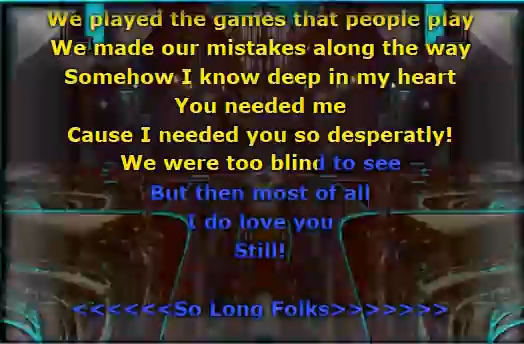 We played the games that people play
We made our mistakes along the way
Somehow I know deep in my heart
You needed me
Cause I needed you so desperatly!
We were too blind to see
But then most of all
I do love you
Still!
<<<<<<So Long Folks>>>>>>>